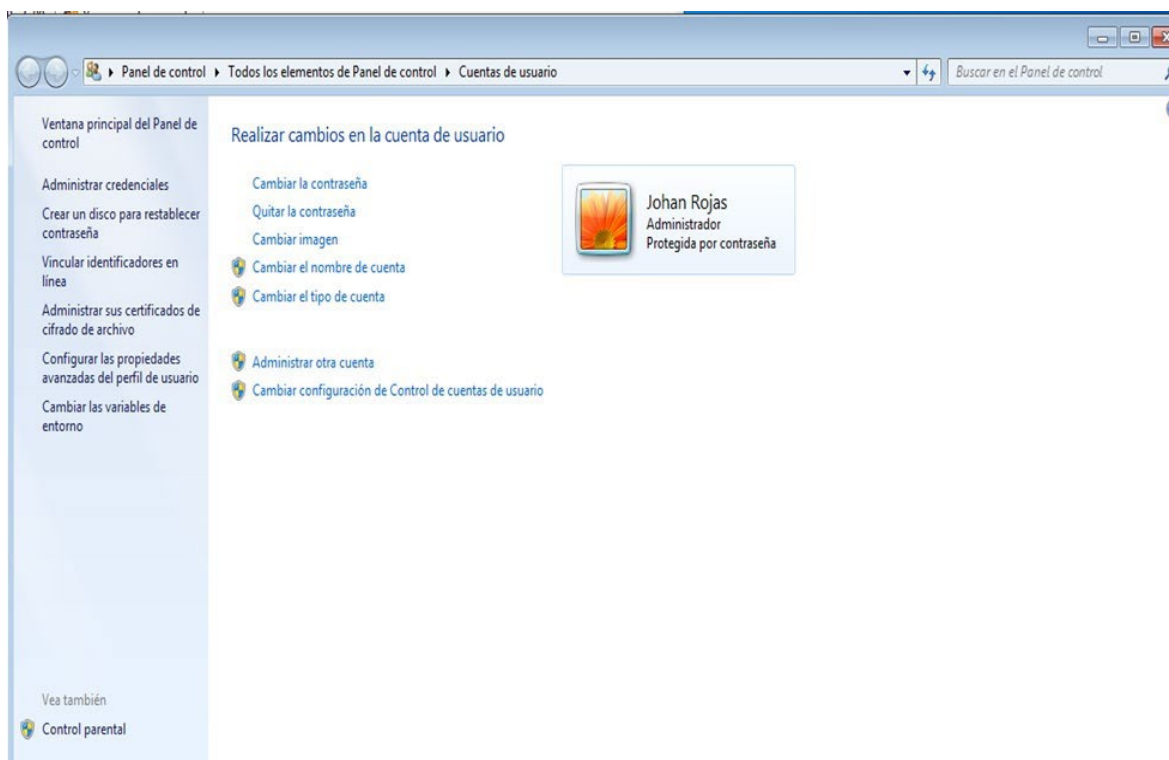 Panel de control ▸ Todos los elementos de Panel de control ▸ Cuentas de usuario
Buscar en el Panel de control
Ventana principal del Panel de
control
Administrar credenciales
Crear un disco para restablecer
contraseña
Vincular identificadores en
línea
Administrar sus certificados de
cifrado de archivo
Configurar las propiedades
avanzadas del perfil de usuario
Cambiar las variables de
entorno
Vea también
Control parental
Realizar cambios en la cuenta de usuario
Cambiar la contraseña
Quitar la contraseña
Cambiar imagen
Cambiar el nombre de cuenta
Cambiar el tipo de cuenta
Administrar otra cuenta
Cambiar configuración de Control de cuentas de usuario
Johan Rojas
Administrador
Protegida por contraseña